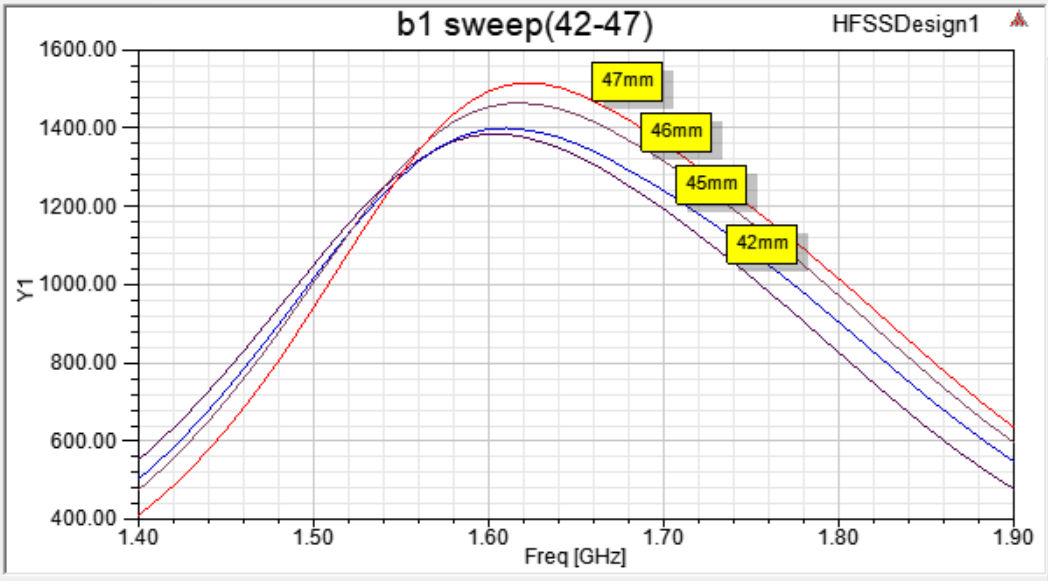 b1 sweep(42-47)
HFSSDesign1
1600.00
1400.00
1200.00
1000.00
800.00
600.00
400.00
Y1
47mm
46mm
45mm
42mm
1.40 1.50 1.60 1.70 1.80 1.90
Freq [GHz]